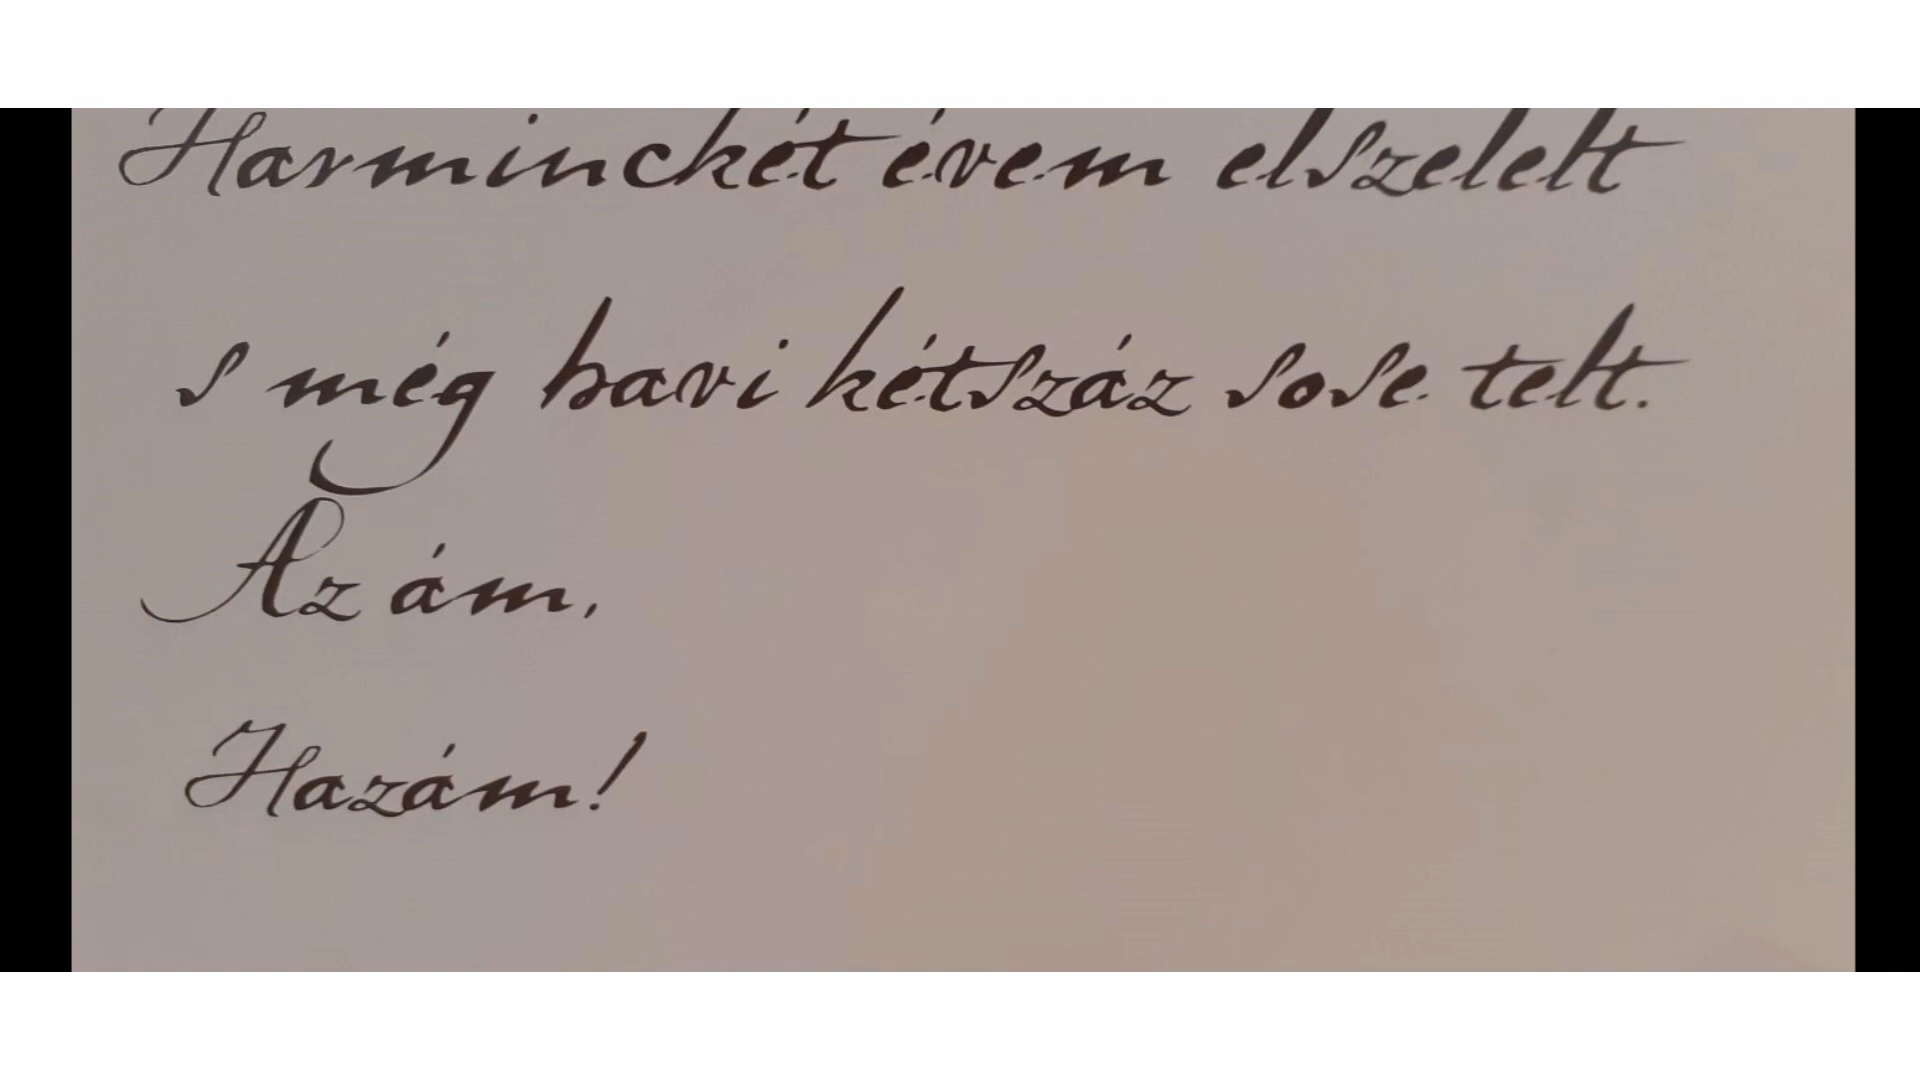 Harminckét évem elszelelt
s még havi kétszáz sose telt.
Az ám,
Hazám!